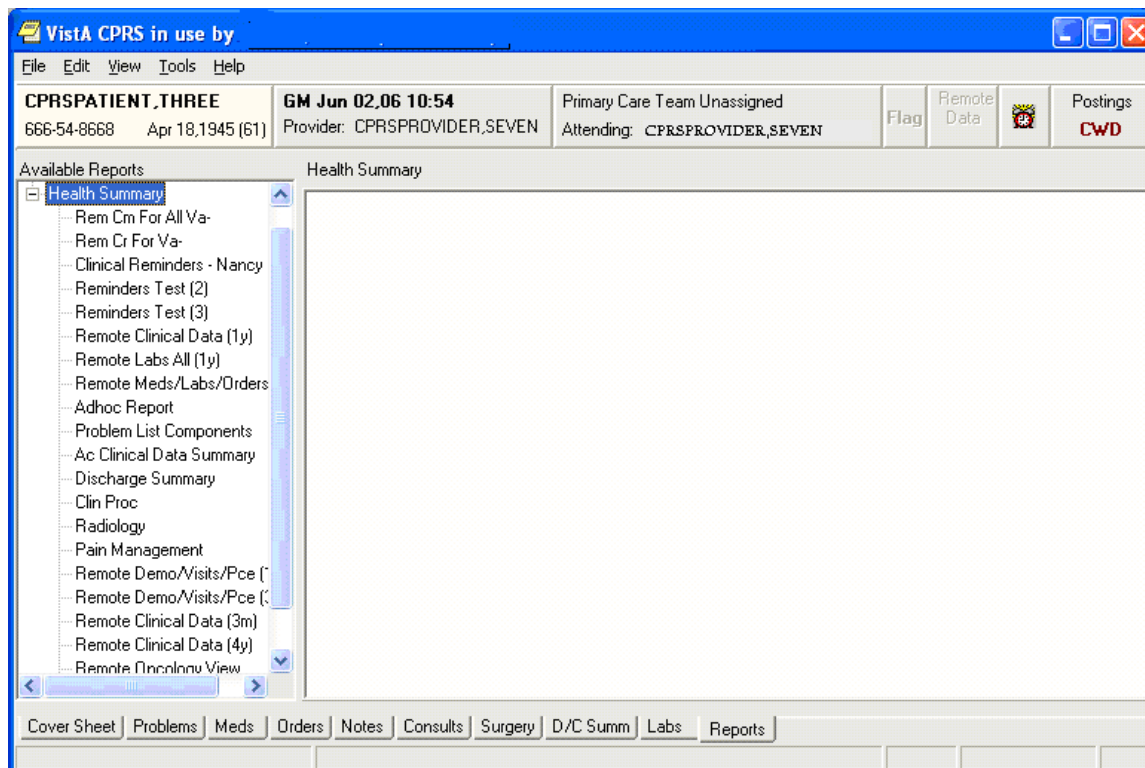 VistA CPRS in use by
File Edit View Tools Help
CPRSPATIENT,THREE
666-54-8668 Apr 18,1945 (61)
GM Jun 02,06 10:54
Provider: CPRSPROVIDER,SEVEN
Primary Care Team Unassigned
Attending: CPRSPROVIDER,SEVEN
Flag
Remote
Data
Postings
CWD
Available Reports
Health Summary
Health Summary
Rem Cm For All Va-
Rem Cr For Va-
Clinical Reminders - Nancy
Reminders Test (2)
Reminders Test (3)
Remote Clinical Data (1y)
Remote Labs All (1y)
Remote Meds/Labs/Orders
Adhoc Report
Problem List Components
Ac Clinical Data Summary
Discharge Summary
Clin Proc
Radiology
Pain Management
Remote Demo/Visits/Pce (
Remote Demo/Visits/Pce (
Remote Clinical Data (3m)
Remote Clinical Data (4y)
Remote Oncology View
Cover Sheet Problems Meds Orders Notes Consults Surgery D/C Summ Labs Reports